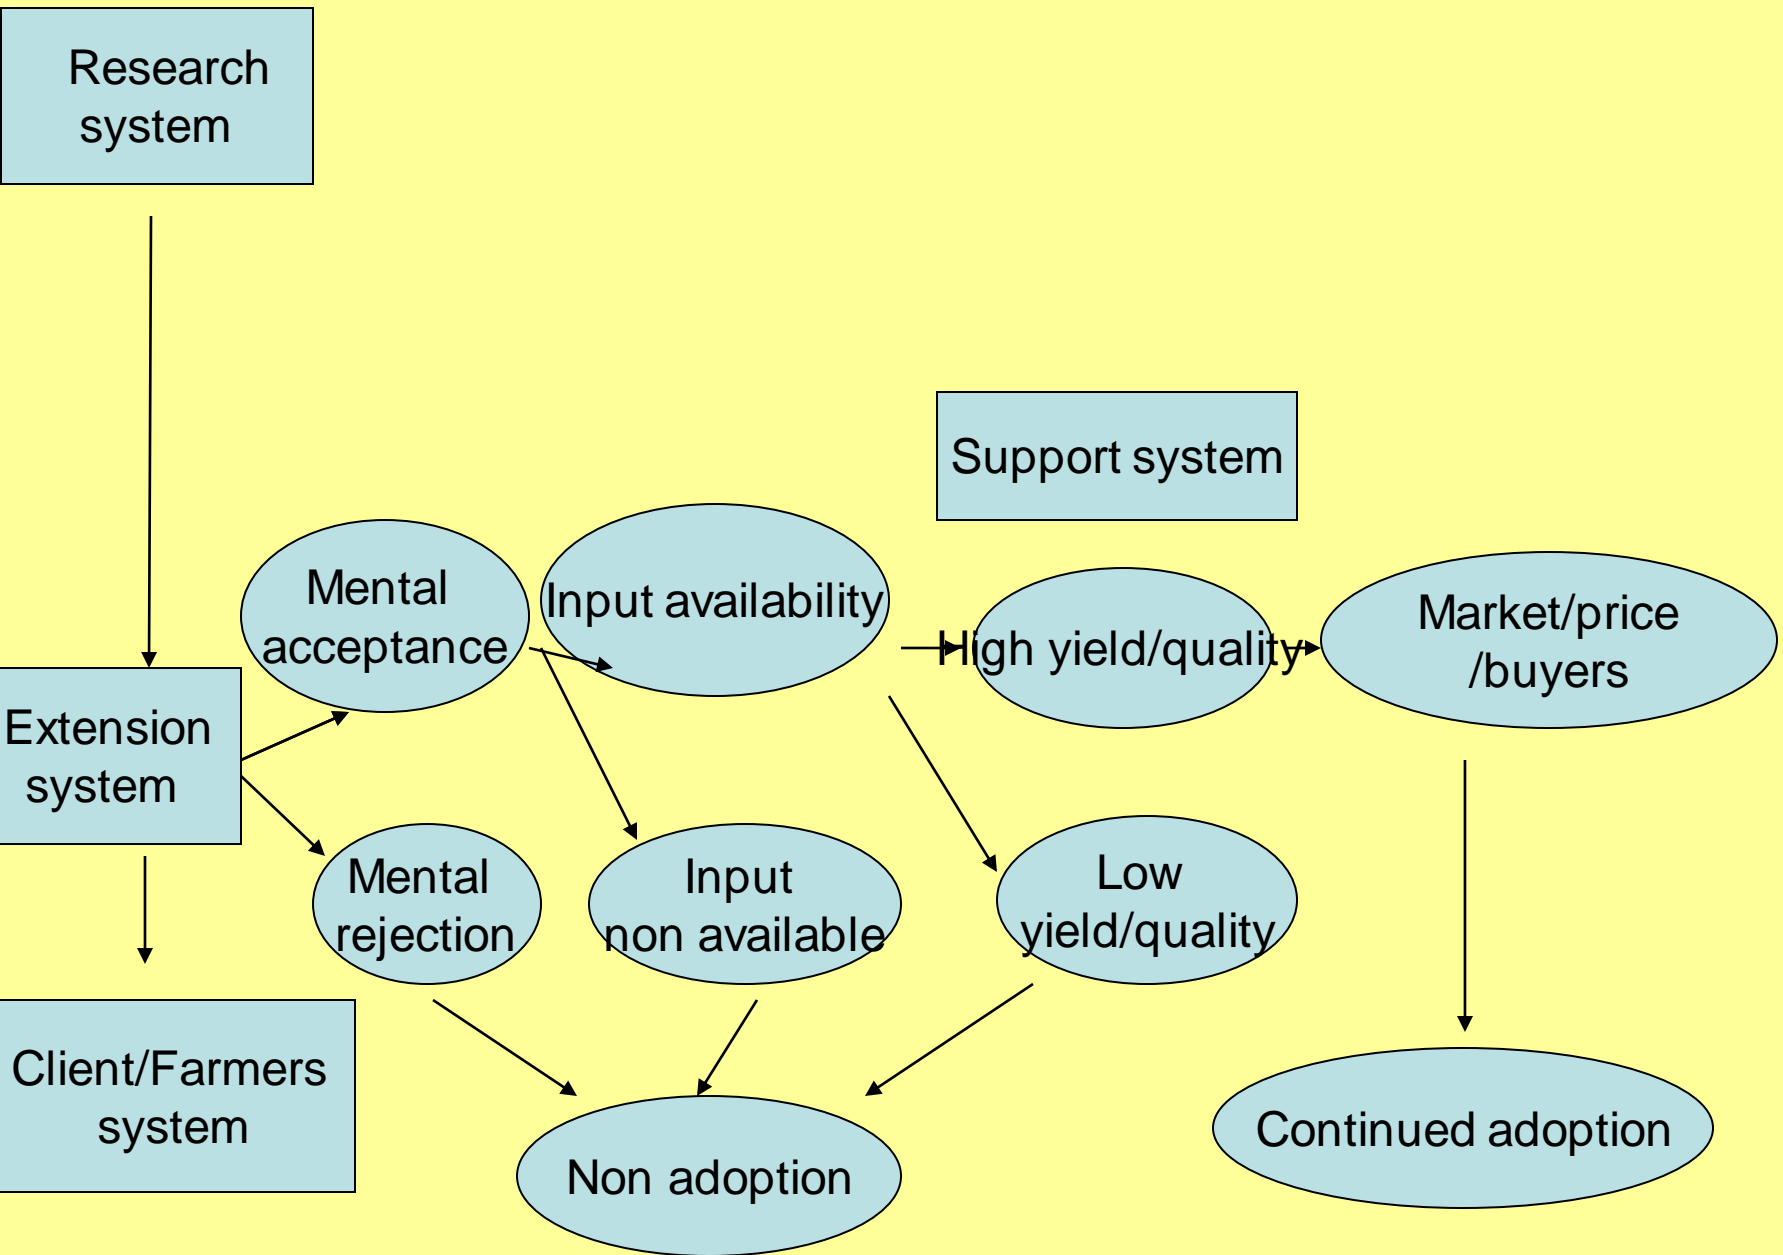 Research
system
Support system
Mental
acceptance
Input availability
High yield/quality
Market/price
/buyers
Extension
system
Mental
rejection
Input
non available
Low
yield/quality
Client/Farmers
system
Non adoption
Continued adoption